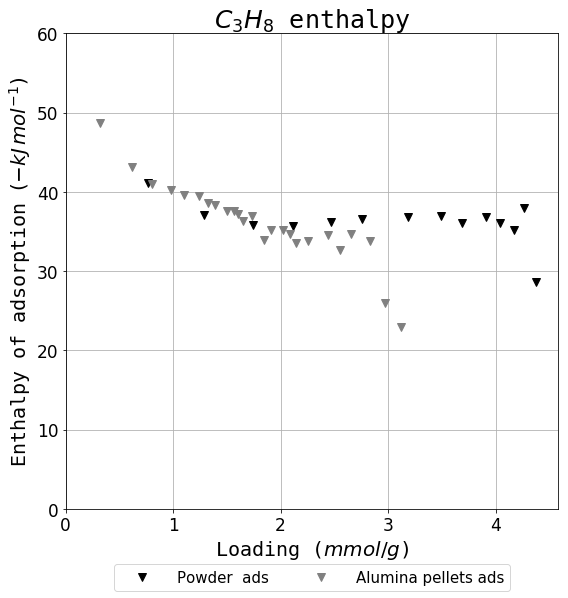 C₃H₈ enthalpy
60
50
40
30
20
10
0
Enthalpy of adsorption (−kJ mol⁻¹)
0 1 2 3 4
Loading (mmol/g)
Powder ads Alumina pellets ads